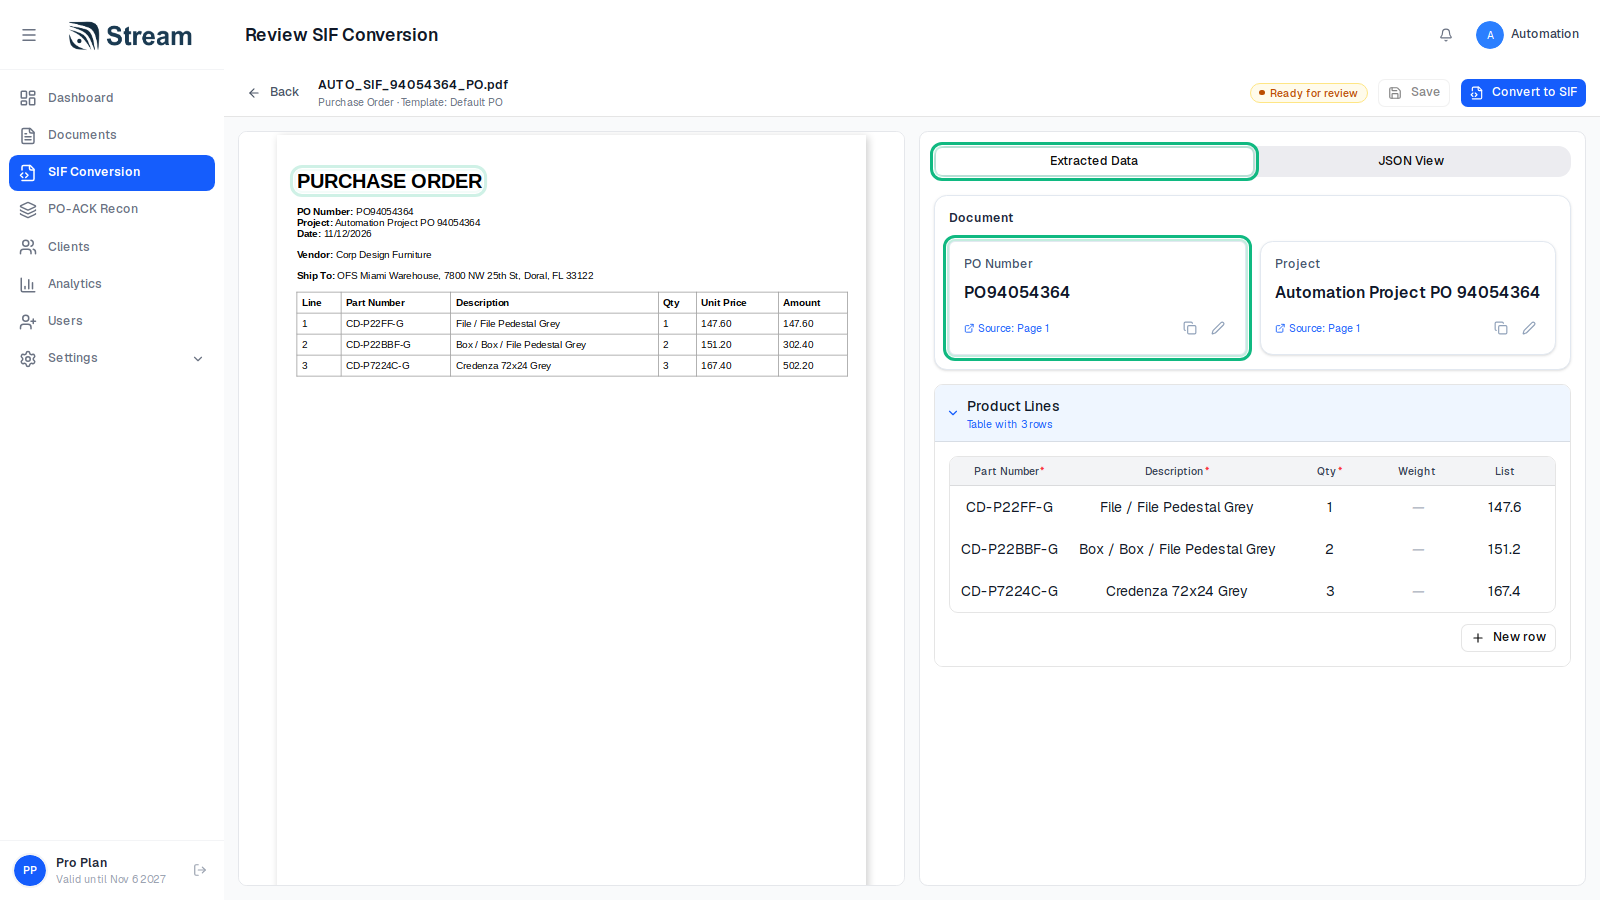 Stream
Review SIF Conversion
A
Automation
Dashboard
Documents
SIF Conversion
PO-ACK Recon
Clients
Analytics
Users
Settings
PP
Pro Plan
Valid until Nov 6 2027
Back
AUTO_SIF_94054364_PO.pdf
Purchase Order · Template: Default PO
Ready for review
Save
Convert to SIF
PURCHASE ORDER
PO Number: PO94054364
Project: Automation Project PO 94054364
Date: 11/12/2026
Vendor: Corp Design Furniture
Ship To: OFS Miami Warehouse, 7800 NW 25th St, Doral, FL 33122
Line Part Number Description Qty Unit Price Amount
1 CD-P22FF-G File / File Pedestal Grey 1 147.60 147.60
2 CD-P22BBF-G Box / Box / File Pedestal Grey 2 151.20 302.40
3 CD-P7224C-G Credenza 72x24 Grey 3 167.40 502.20
Extracted Data
JSON View
Document
PO Number
PO94054364
Source: Page 1
Project
Automation Project PO 94054364
Source: Page 1
Product Lines
Table with 3 rows
Part Number* Description* Qty* Weight List
CD-P22FF-G File / File Pedestal Grey 1 — 147.6
CD-P22BBF-G Box / Box / File Pedestal Grey 2 — 151.2
CD-P7224C-G Credenza 72x24 Grey 3 — 167.4
New row